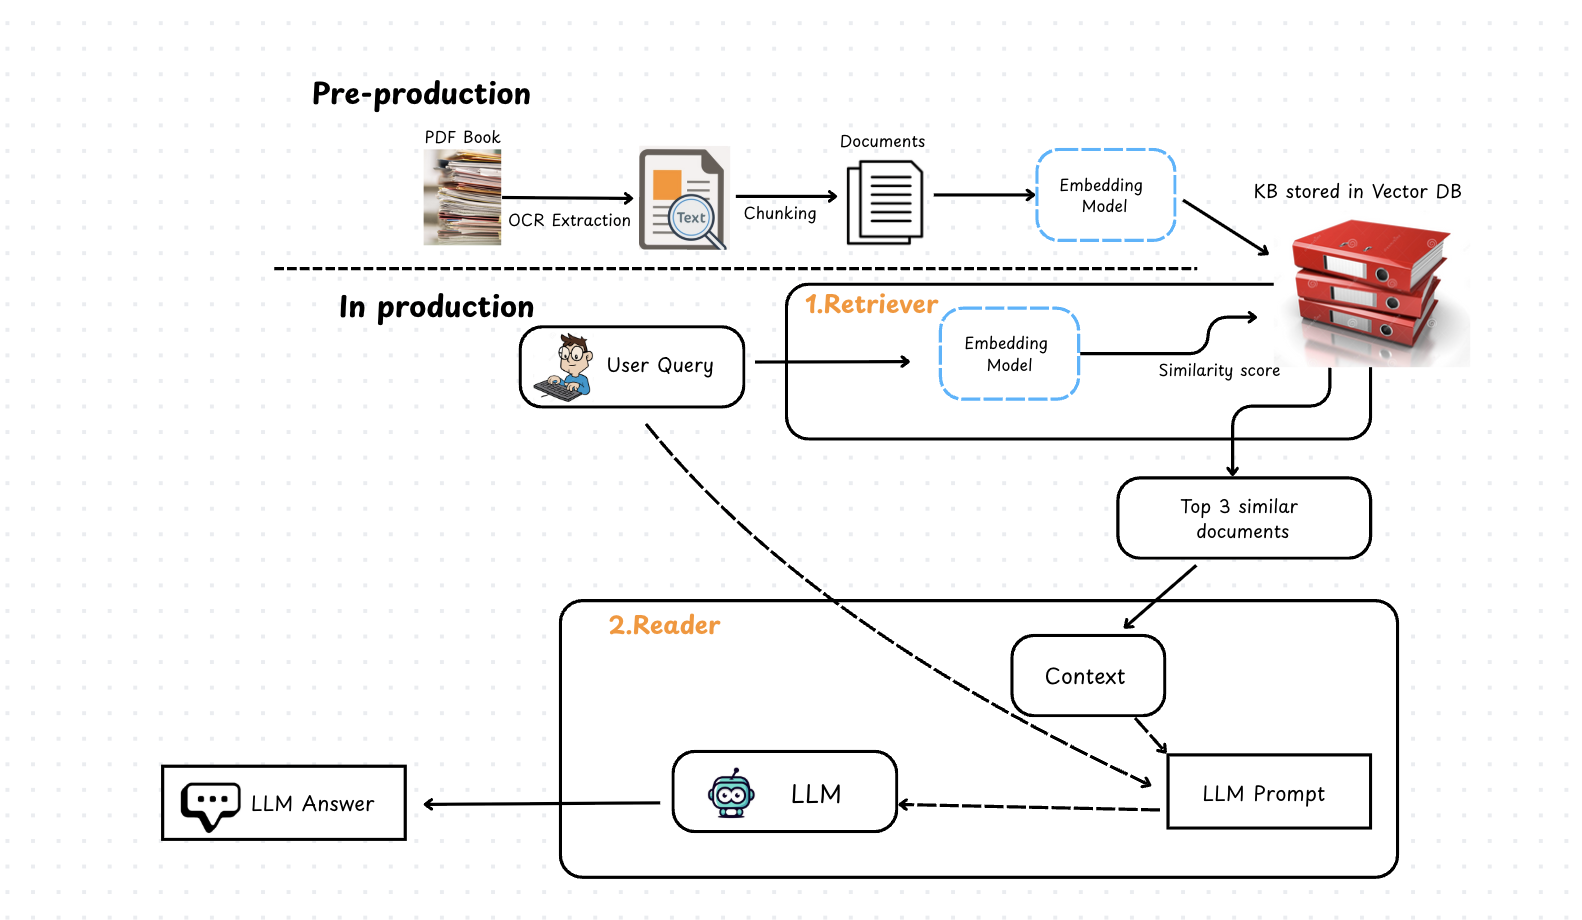 Pre-production
PDF Book
OCR Extraction
Text
Chunking
Documents
Embedding
Model
KB stored in Vector DB
In production
User Query
1.Retriever
Embedding
Model
Similarity score
Top 3 similar
documents
2.Reader
Context
LLM Prompt
LLM
LLM Answer